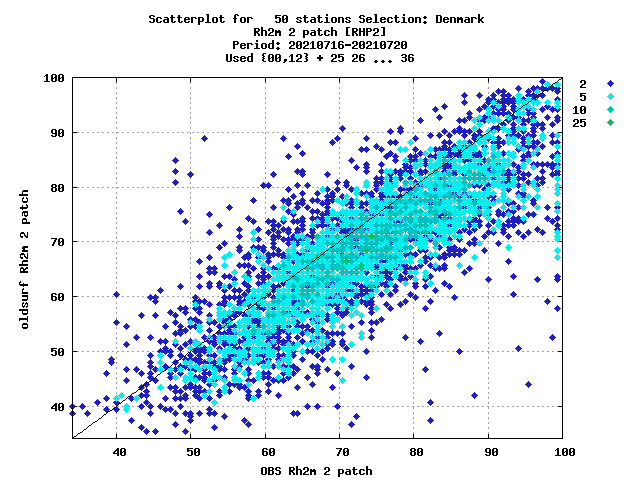 Scatterplot for   50 stations Selection: Denmark
Rh2m 2 patch [RHP2]
Period: 20210716-20210720
Used {00,12} + 25 26 ... 36
2
5
10
25
100
90
80
70
60
50
40
oldsurf Rh2m 2 patch
40 50 60 70 80 90 100
OBS Rh2m 2 patch